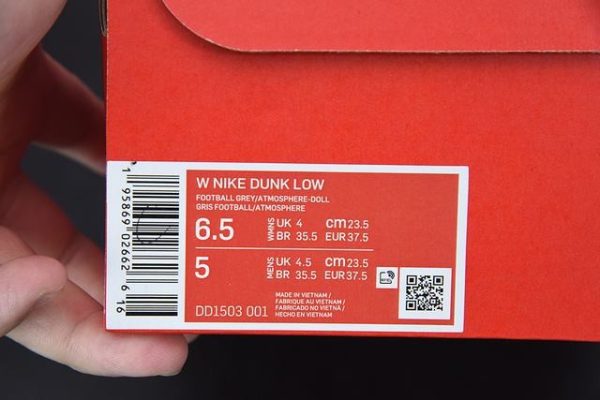 W NIKE DUNK LOW
FOOTBALL GREY/ATMOSPHERE-DOLL
GRIS FOOTBALL/ATMOSPHERE
6.5 WMNS UK 4 cm 23.5
BR 35.5 EUR 37.5
5 MENS UK 4.5 cm 23.5
BR 35.5 EUR 37.5
MADE IN VIETNAM /
FABRIQUE AU VIETNAM /
FABRICADO NO VIETNÃ /
HECHO EN VIETNAM
DD1503 001
1 95869 02662 6 16